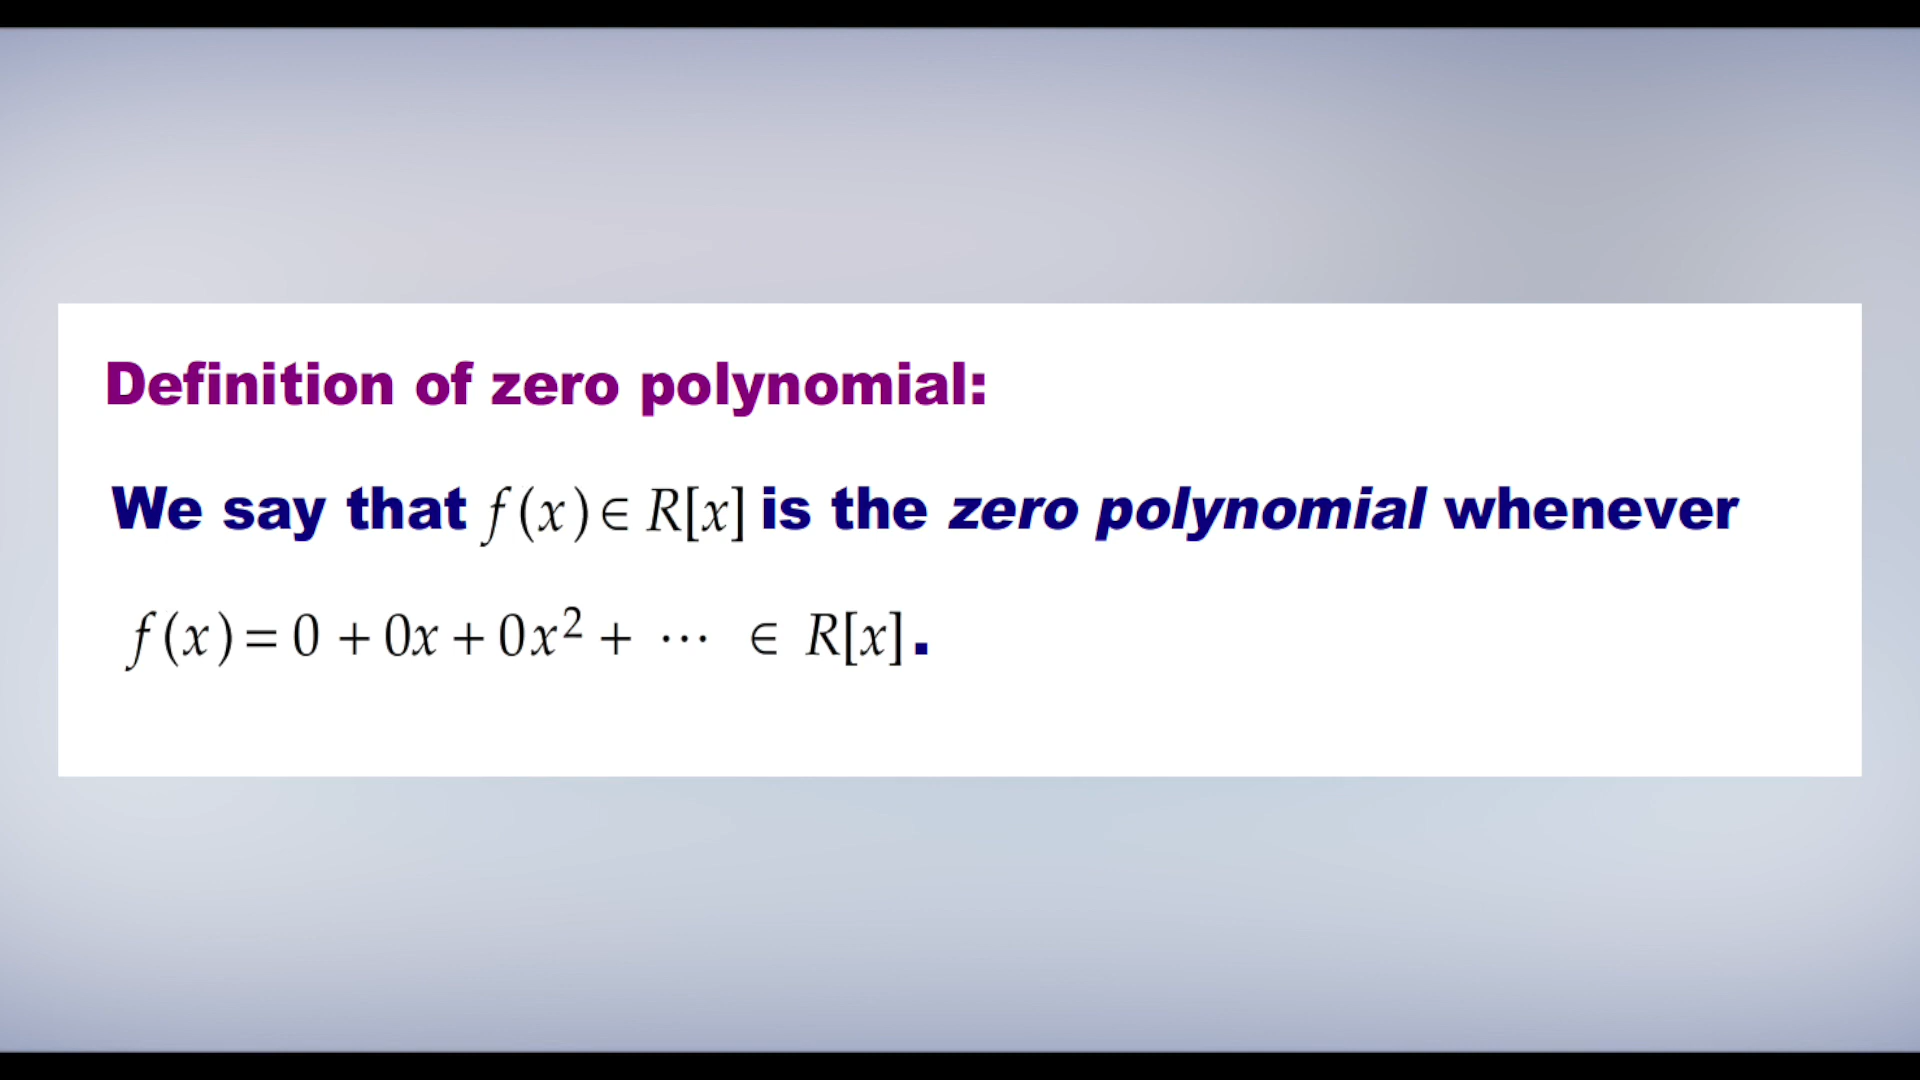 Definition of zero polynomial:
We say that f(x) ∈ R[x] is the zero polynomial whenever
f(x) = 0 + 0x + 0x² + ⋯ ∈ R[x].